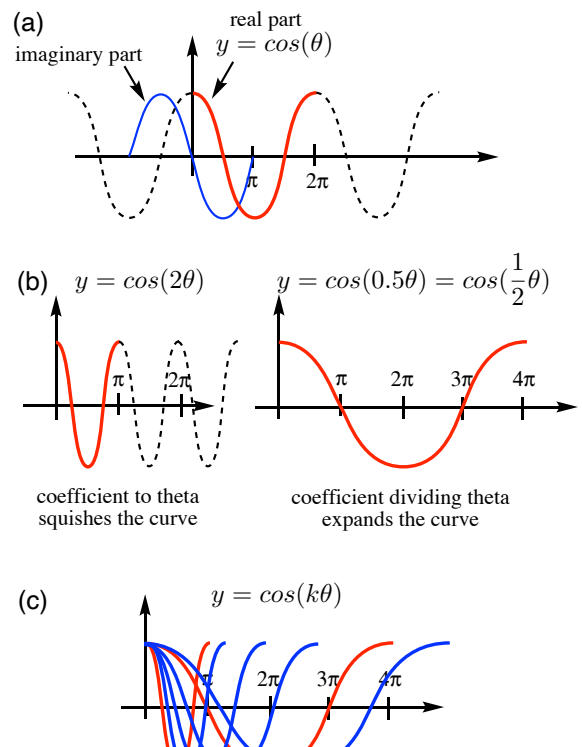 (a)
real part
y = cos(θ)
imaginary part
π
2π
(b)
y = cos(2θ)
y = cos(0.5θ) = cos(1/2 θ)
π
2π
π
2π
3π
4π
coefficient to theta
squishes the curve
coefficient dividing theta
expands the curve
(c)
y = cos(kθ)
π
2π
3π
4π